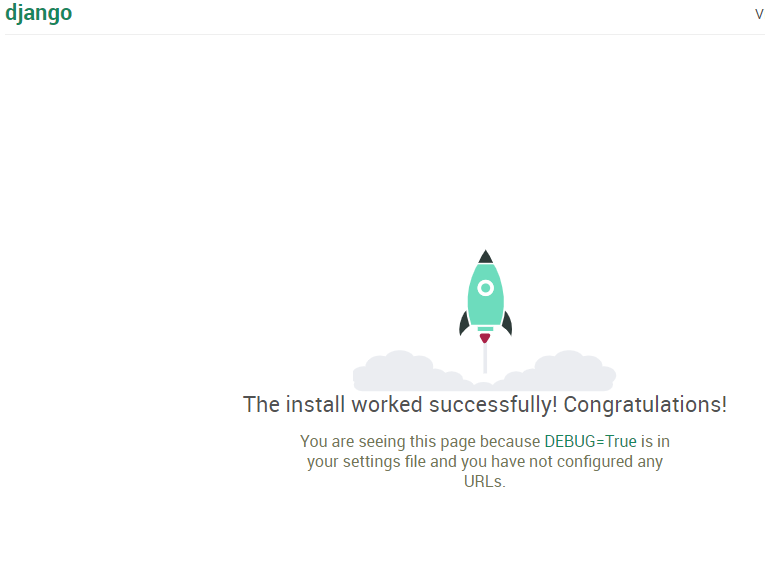 django
V
The install worked successfully! Congratulations!
You are seeing this page because DEBUG=True is in
your settings file and you have not configured any
URLs.